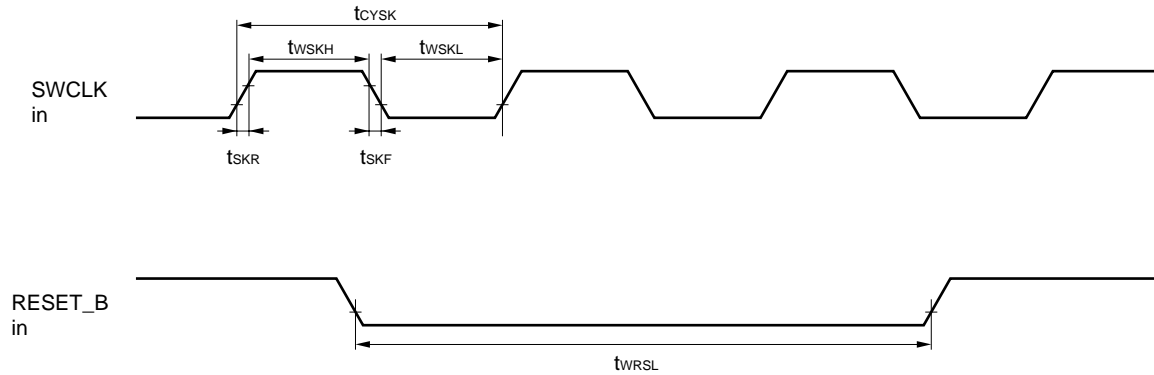 tCYSK
tWSKH
tWSKL
SWCLK
in
tSKR
tSKF
RESET_B
in
tWRSL